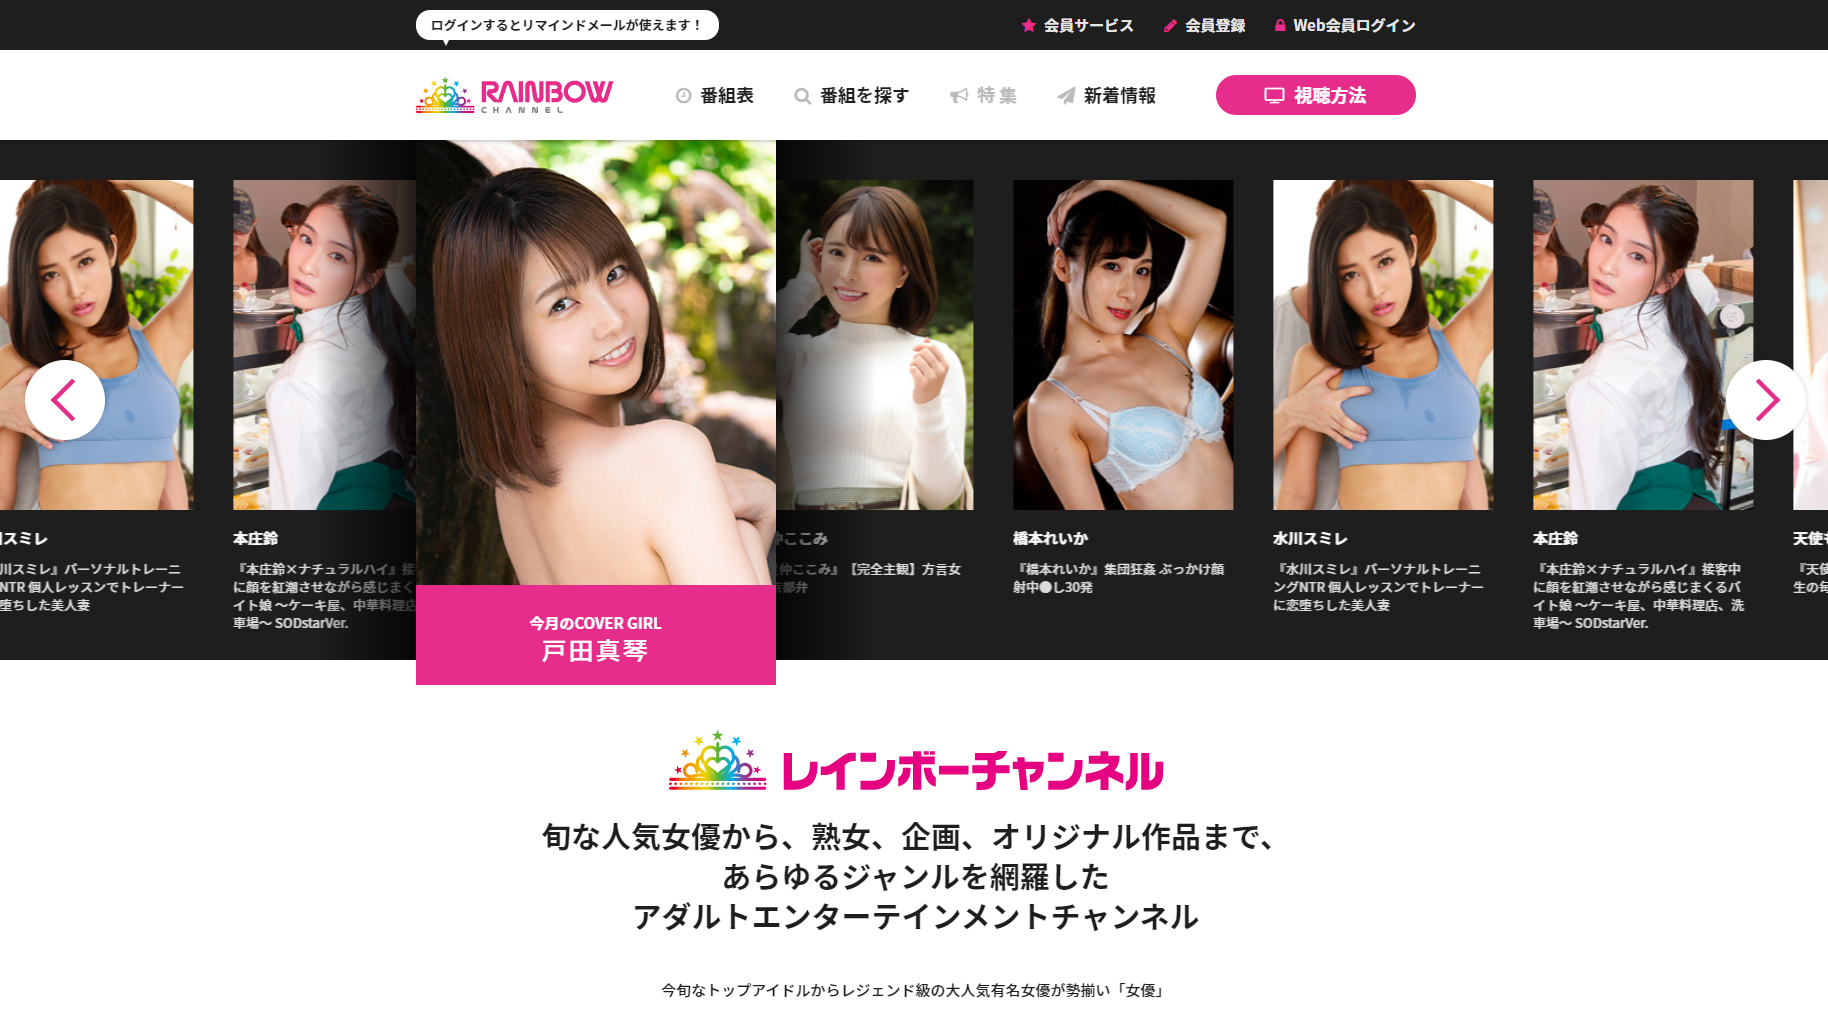 ログインするとリマインドメールが使えます！
会員サービス
会員登録
Web会員ログイン
RAINBOW
CHANNEL
番組表
番組を探す
特集
新着情報
視聴方法
スミレ
川スミレ』パーソナルトレーニ
NTR 個人レッスンでトレーナー
堕ちした美人妻
本庄鈴
『本庄鈴×ナチュラルハイ』接
に顔を紅潮させながら感じまく
イト娘 〜ケーキ屋、中華料理店
車場〜 SODstarVer.
今月のCOVER GIRL
戸田真琴
仲ここみ
仲ここみ』【完全主観】方言女
京都弁
橋本れいか
『橋本れいか』集団狂姦 ぶっかけ顔
射中●し30発
水川スミレ
『水川スミレ』パーソナルトレーニ
ングNTR 個人レッスンでトレーナー
に恋堕ちした美人妻
本庄鈴
『本庄鈴×ナチュラルハイ』接客中
に顔を紅潮させながら感じまくるバ
イト娘 〜ケーキ屋、中華料理店、洗
車場〜 SODstarVer.
天使
『天使
生の毎
レインボーチャンネル
旬な人気女優から、熟女、企画、オリジナル作品まで、
あらゆるジャンルを網羅した
アダルトエンターテインメントチャンネル
今旬なトップアイドルからレジェンド級の大人気有名女優が勢揃い「女優」